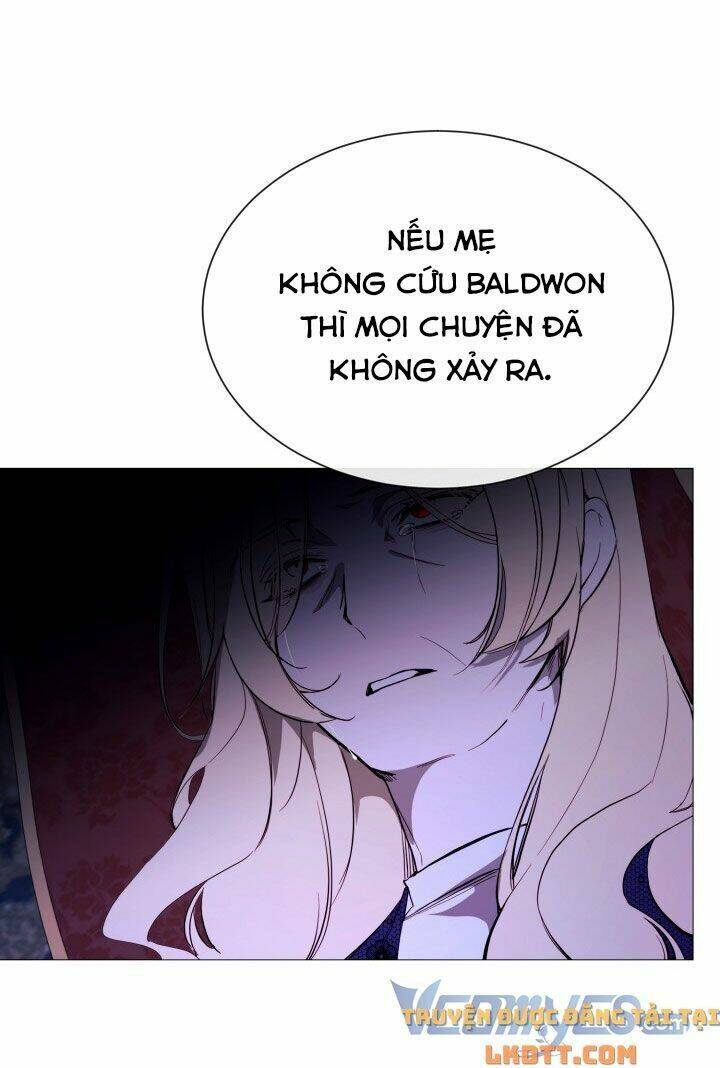 NẾU MẸ
KHÔNG CỨU BALDWON
THÌ MỌI CHUYỆN ĐÃ
KHÔNG XẢY RA.
VCOMYCS
TRUYỆN ĐƯỢC ĐĂNG TẢI TẠI
LKDTT.COM